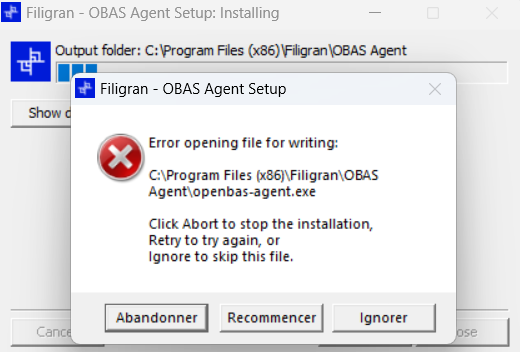 Filigran - OBAS Agent Setup: Installing
Output folder: C:\Program Files (x86)\Filigran\OBAS Agent
Show d
Filigran - OBAS Agent Setup
Error opening file for writing:
C:\Program Files (x86)\Filigran\OBAS
Agent\openbas-agent.exe
Click Abort to stop the installation,
Retry to try again, or
Ignore to skip this file.
Abandonner Recommencer Ignorer
Cance ose